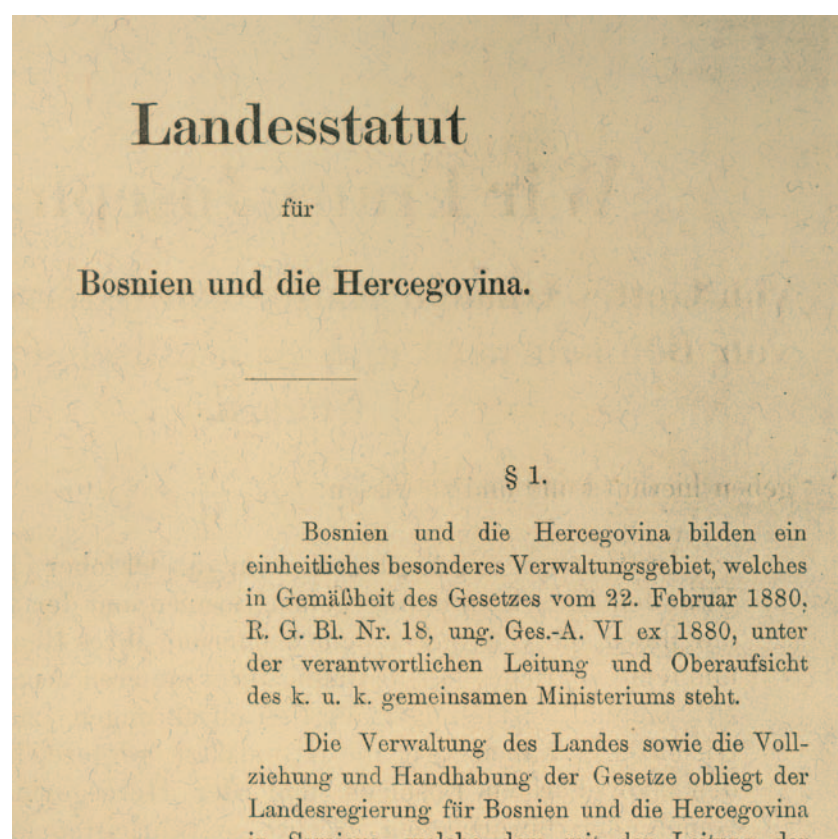 Landesstatut
für
Bosnien und die Hercegovina.
§ 1.
Bosnien und die Hercegovina bilden ein
einheitliches besonderes Verwaltungsgebiet, welches
in Gemäßheit des Gesetzes vom 22. Februar 1880,
R. G. Bl. Nr. 18, ung. Ges.-A. VI ex 1880, unter
der verantwortlichen Leitung und Oberaufsicht
des k. u. k. gemeinsamen Ministeriums steht.
Die Verwaltung des Landes sowie die Voll-
ziehung und Handhabung der Gesetze obliegt der
Landesregierung für Bosnien und die Hercegovina